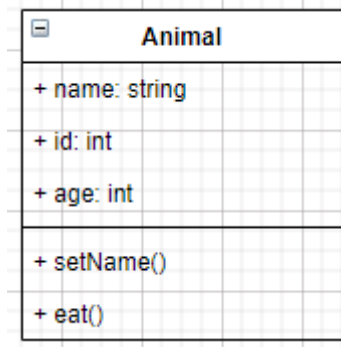 Animal
+ name: string
+ id: int
+ age: int
+ setName()
+ eat()